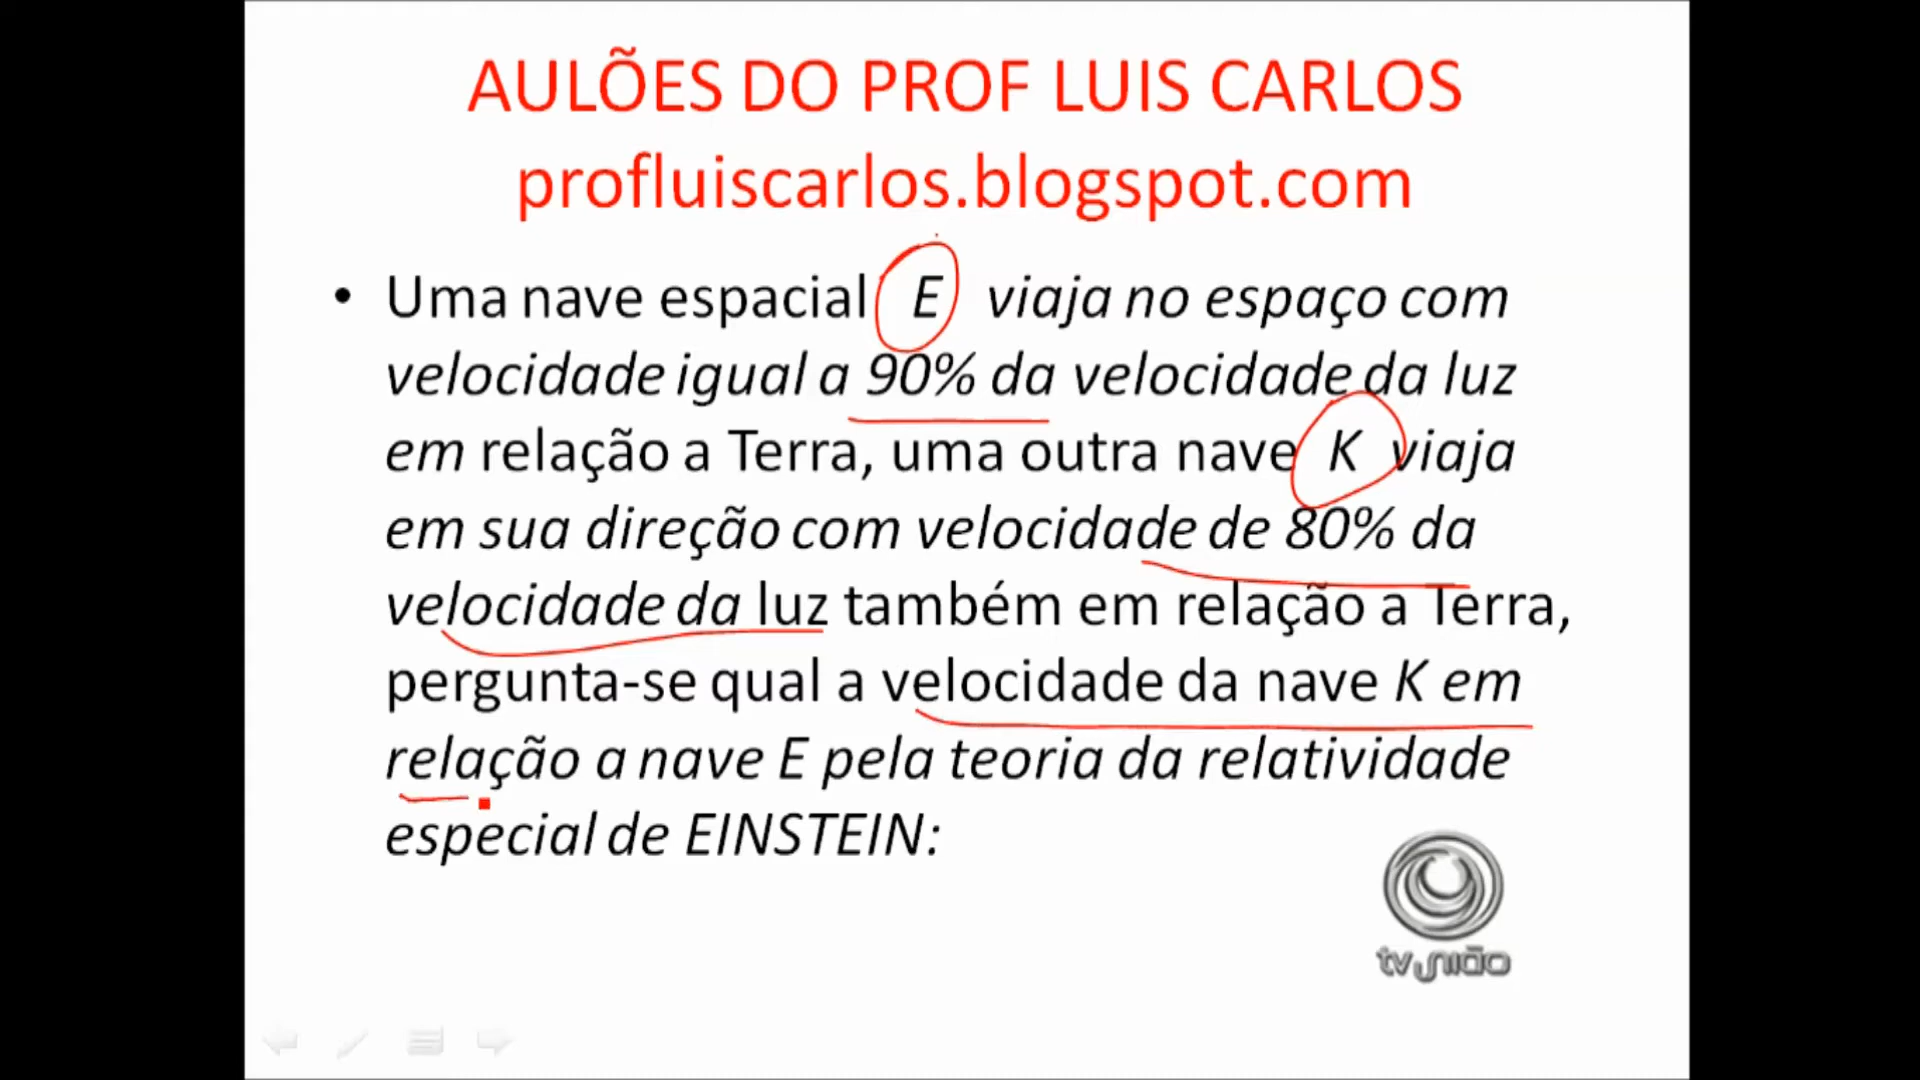 AULÕES DO PROF LUIS CARLOS
profluiscarlos.blogspot.com
• Uma nave espacial E viaja no espaço com
velocidade igual a 90% da velocidade da luz
em relação a Terra, uma outra nave K viaja
em sua direção com velocidade de 80% da
velocidade da luz também em relação a Terra,
pergunta-se qual a velocidade da nave K em
relação a nave E pela teoria da relatividade
especial de EINSTEIN:
tv união